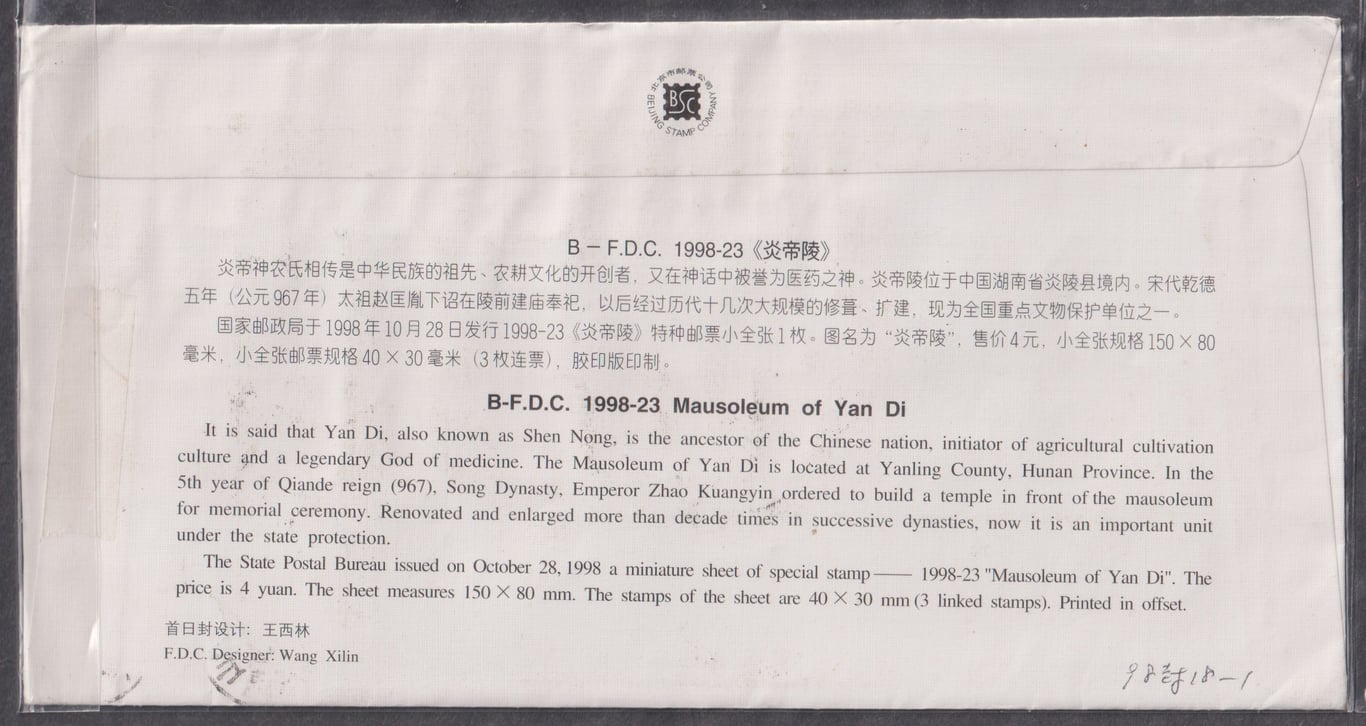 北京市邮票公司
BSC
BEIJING STAMP COMPANY
B－F.D.C. 1998-23《炎帝陵》
炎帝神农氏相传是中华民族的祖先、农耕文化的开创者，又在神话中被誉为医药之神。炎帝陵位于中国湖南省炎陵县境内。宋代乾德
五年（公元967年）太祖赵匡胤下诏在陵前建庙奉祀，以后经过历代十几次大规模的修葺、扩建，现为全国重点文物保护单位之一。
国家邮政局于1998年10月28日发行1998-23《炎帝陵》特种邮票小全张1枚。图名为“炎帝陵”，售价4元，小全张规格150×80
毫米，小全张邮票规格40×30毫米（3枚连票），胶印版印制。
B-F.D.C. 1998-23 Mausoleum of Yan Di
It is said that Yan Di, also known as Shen Nong, is the ancestor of the Chinese nation, initiator of agricultural cultivation
culture and a legendary God of medicine. The Mausoleum of Yan Di is located at Yanling County, Hunan Province. In the
5th year of Qiande reign (967), Song Dynasty, Emperor Zhao Kuangyin ordered to build a temple in front of the mausoleum
for memorial ceremony. Renovated and enlarged more than decade times in successive dynasties, now it is an important unit
under the state protection.
The State Postal Bureau issued on October 28, 1998 a miniature sheet of special stamp—— 1998-23 "Mausoleum of Yan Di". The
price is 4 yuan. The sheet measures 150×80 mm. The stamps of the sheet are 40×30 mm (3 linked stamps). Printed in offset.
首日封设计：王西林
F.D.C. Designer: Wang Xilin
98封18-1